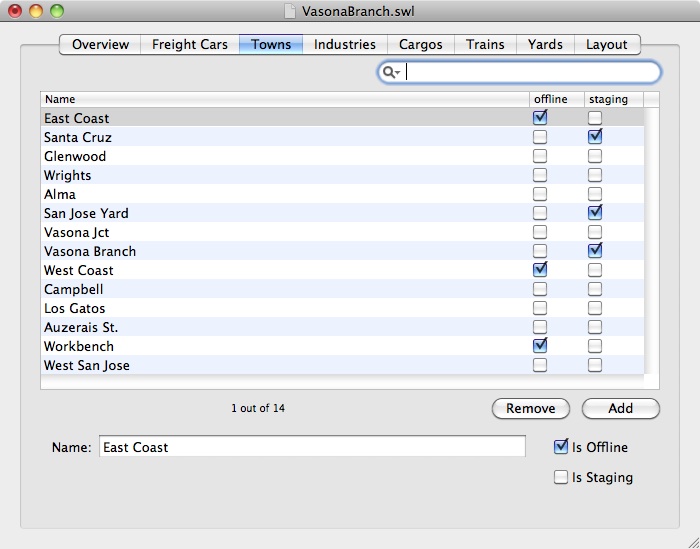 VasonaBranch.swl
Overview Freight Cars Towns Industries Cargos Trains Yards Layout
Name offline staging
East Coast
Santa Cruz
Glenwood
Wrights
Alma
San Jose Yard
Vasona Jct
Vasona Branch
West Coast
Campbell
Los Gatos
Auzerais St.
Workbench
West San Jose
1 out of 14 Remove Add
Name: East Coast Is Offline
Is Staging